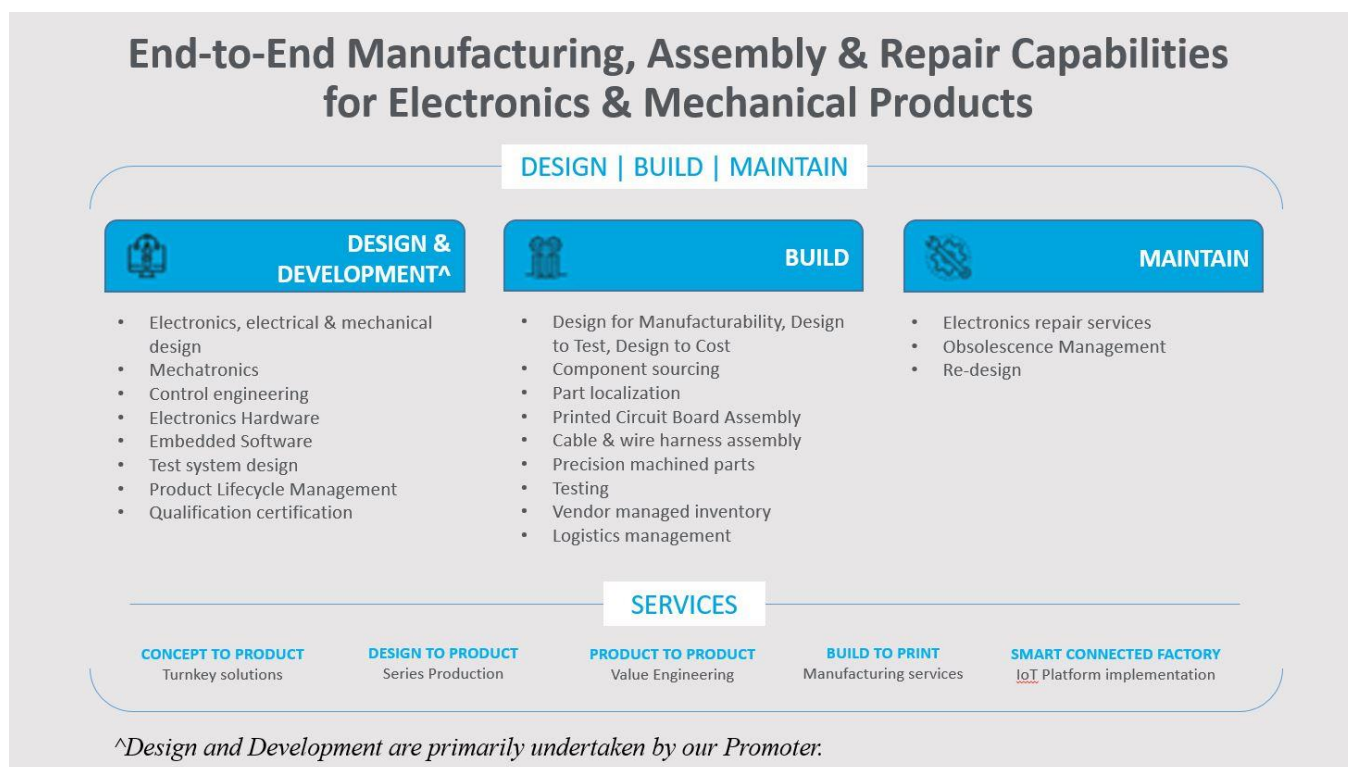 End-to-End Manufacturing, Assembly & Repair Capabilities
for Electronics & Mechanical Products
DESIGN | BUILD | MAINTAIN
DESIGN &
DEVELOPMENT^
• Electronics, electrical & mechanical
design
• Mechatronics
• Control engineering
• Electronics Hardware
• Embedded Software
• Test system design
• Product Lifecycle Management
• Qualification certification
BUILD
• Design for Manufacturability, Design
to Test, Design to Cost
• Component sourcing
• Part localization
• Printed Circuit Board Assembly
• Cable & wire harness assembly
• Precision machined parts
• Testing
• Vendor managed inventory
• Logistics management
MAINTAIN
• Electronics repair services
• Obsolescence Management
• Re-design
SERVICES
CONCEPT TO PRODUCT
Turnkey solutions
DESIGN TO PRODUCT
Series Production
PRODUCT TO PRODUCT
Value Engineering
BUILD TO PRINT
Manufacturing services
SMART CONNECTED FACTORY
IoT Platform implementation
^Design and Development are primarily undertaken by our Promoter.